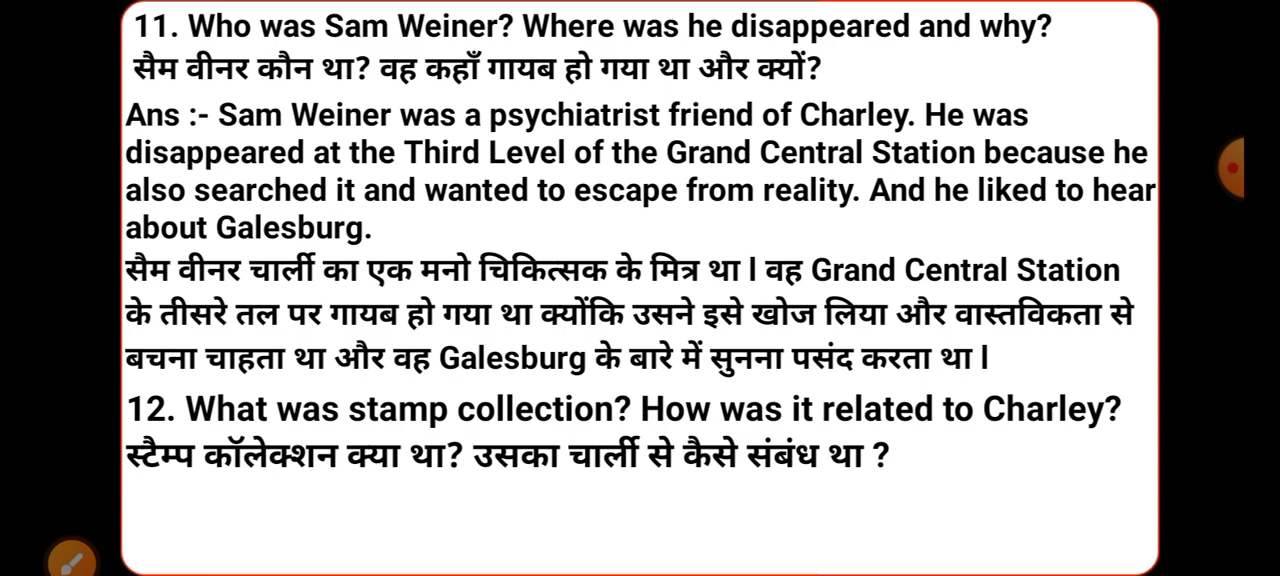 11. Who was Sam Weiner? Where was he disappeared and why?
सैम वीनर कौन था? वह कहाँ गायब हो गया था और क्यों?
Ans :- Sam Weiner was a psychiatrist friend of Charley. He was
disappeared at the Third Level of the Grand Central Station because he
also searched it and wanted to escape from reality. And he liked to hear
about Galesburg.
सैम वीनर चार्ली का एक मनो चिकित्सक के मित्र था l वह Grand Central Station
के तीसरे तल पर गायब हो गया था क्योंकि उसने इसे खोज लिया और वास्तविकता से
बचना चाहता था और वह Galesburg के बारे में सुनना पसंद करता था l
12. What was stamp collection? How was it related to Charley?
स्टैम्प कॉलेक्शन क्या था? उसका चार्ली से कैसे संबंध था ?